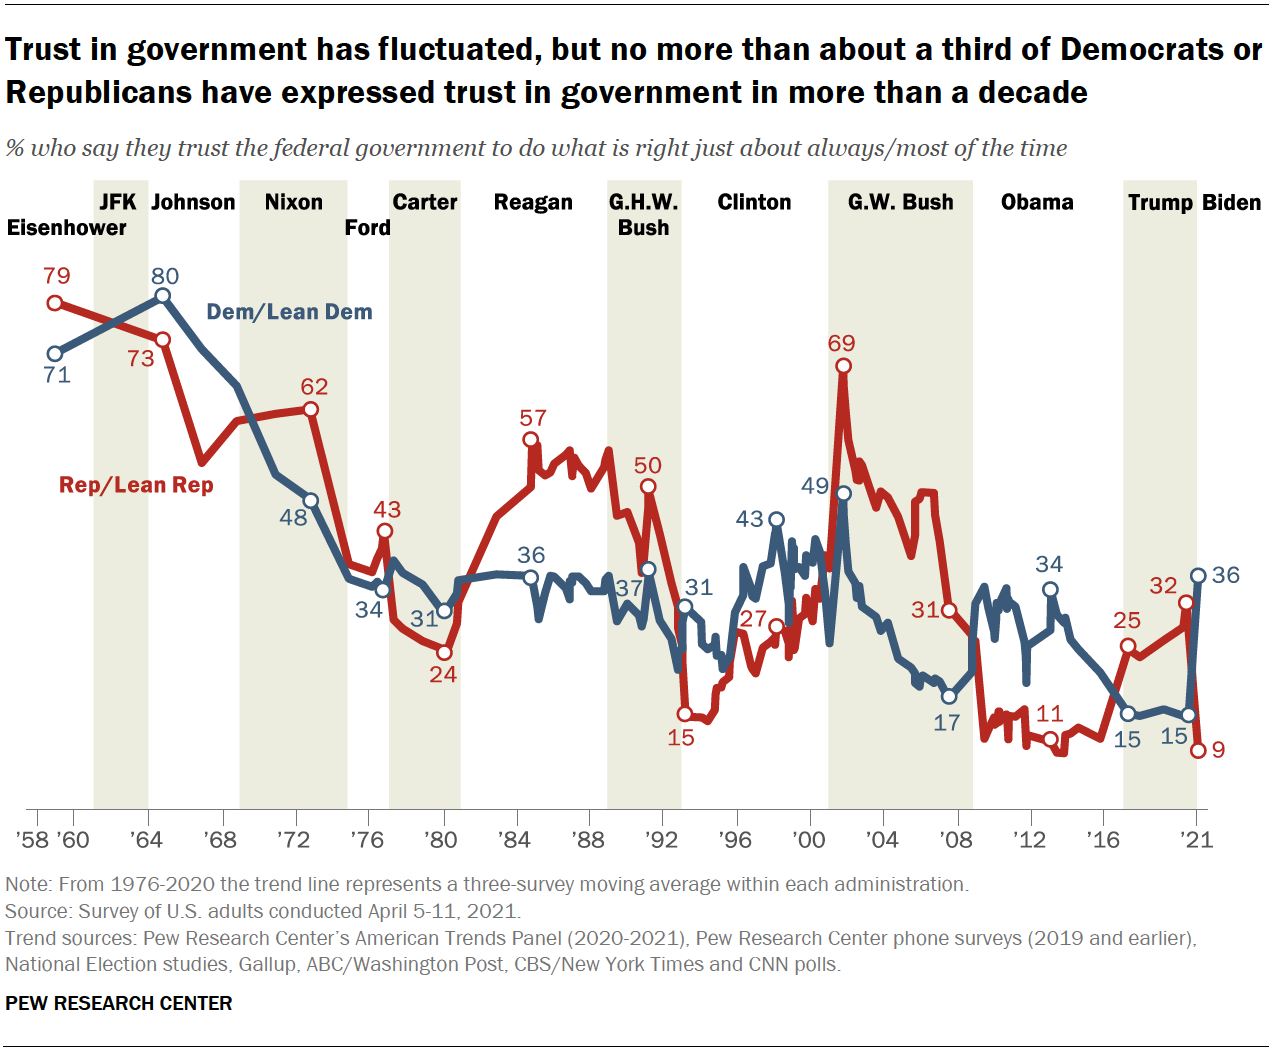 Trust in government has fluctuated, but no more than about a third of Democrats or
Republicans have expressed trust in government in more than a decade
% who say they trust the federal government to do what is right just about always/most of the time
JFK Johnson Nixon Carter Reagan G.H.W. Clinton G.W. Bush Obama Trump Biden
Eisenhower Ford Bush
79 80
Dem/Lean Dem
73
71
69
62
57
50
Rep/Lean Rep
49
48
43
43
36
37
36
34
34
31
31
31
32
27
25
24
17
15
11
15
15
9
’58 ’60 ’64 ’68 ’72 ’76 ’80 ’84 ’88 ’92 ’96 ’00 ’04 ’08 ’12 ’16 ’21
Note: From 1976-2020 the trend line represents a three-survey moving average within each administration.
Source: Survey of U.S. adults conducted April 5-11, 2021.
Trend sources: Pew Research Center’s American Trends Panel (2020-2021), Pew Research Center phone surveys (2019 and earlier),
National Election studies, Gallup, ABC/Washington Post, CBS/New York Times and CNN polls.
PEW RESEARCH CENTER